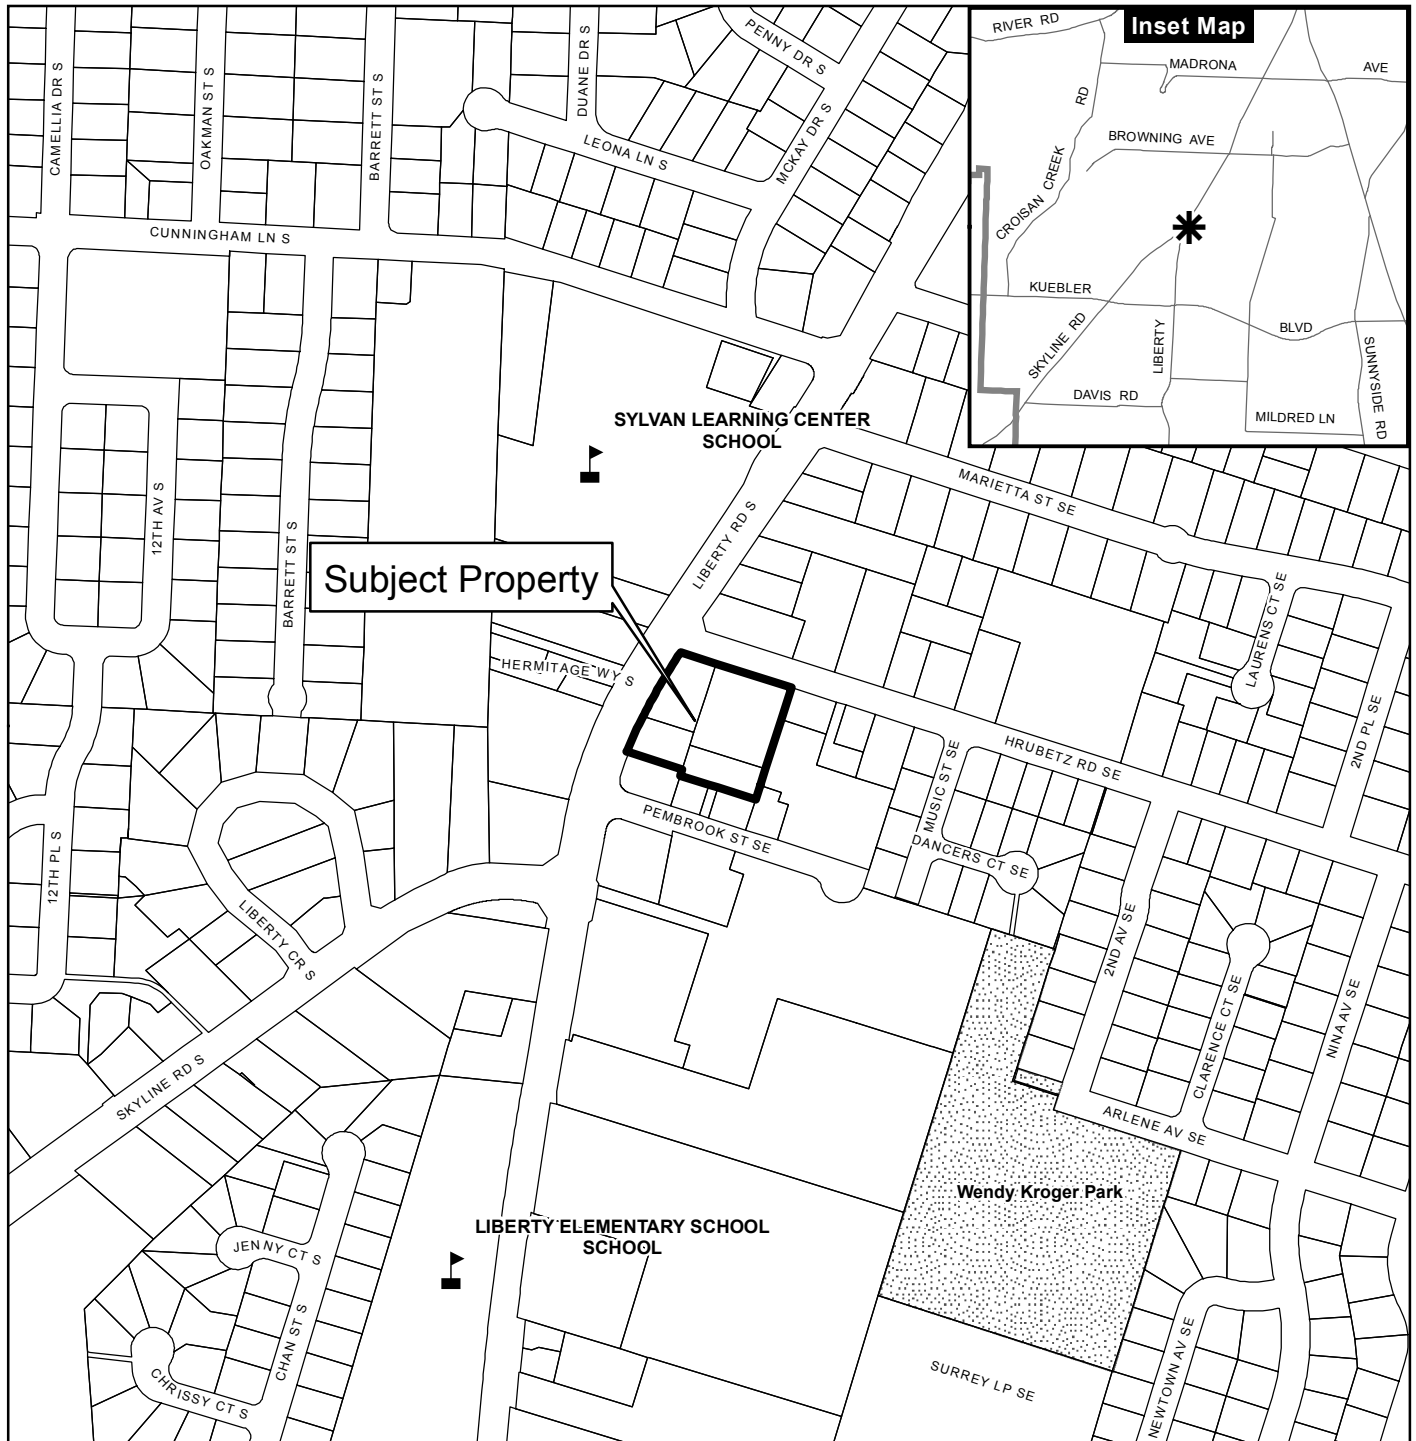 Inset Map
RIVER RD
MADRONA AVE
CROISAN CREEK RD
BROWNING AVE
KUEBLER BLVD
SKYLINE RD
LIBERTY
DAVIS RD
MILDRED LN
SUNNYSIDE RD
CAMELLIA DR S
OAKMAN ST S
BARRETT ST S
DUANE DR S
PENNY DR S
MCKAY DR S
LEONA LN S
CUNNINGHAM LN S
SYLVAN LEARNING CENTER
SCHOOL
MARIETTA ST SE
12TH AV S
BARRETT ST S
LIBERTY RD S
Subject Property
HERMITAGE WY S
LAURENS CT SE
2ND PL SE
HRUBETZ RD SE
MUSIC ST SE
PEMBROOK ST SE
DANCERS CT SE
12TH PL S
LIBERTY CR S
2ND AV SE
CLARENCE CT SE
NINA AV SE
SKYLINE RD S
ARLENE AV SE
Wendy Kroger Park
LIBERTY ELEMENTARY SCHOOL
SCHOOL
JENNY CT S
CHAN ST S
CHRISSY CT S
SURREY LP SE
NEWTOWN AV SE